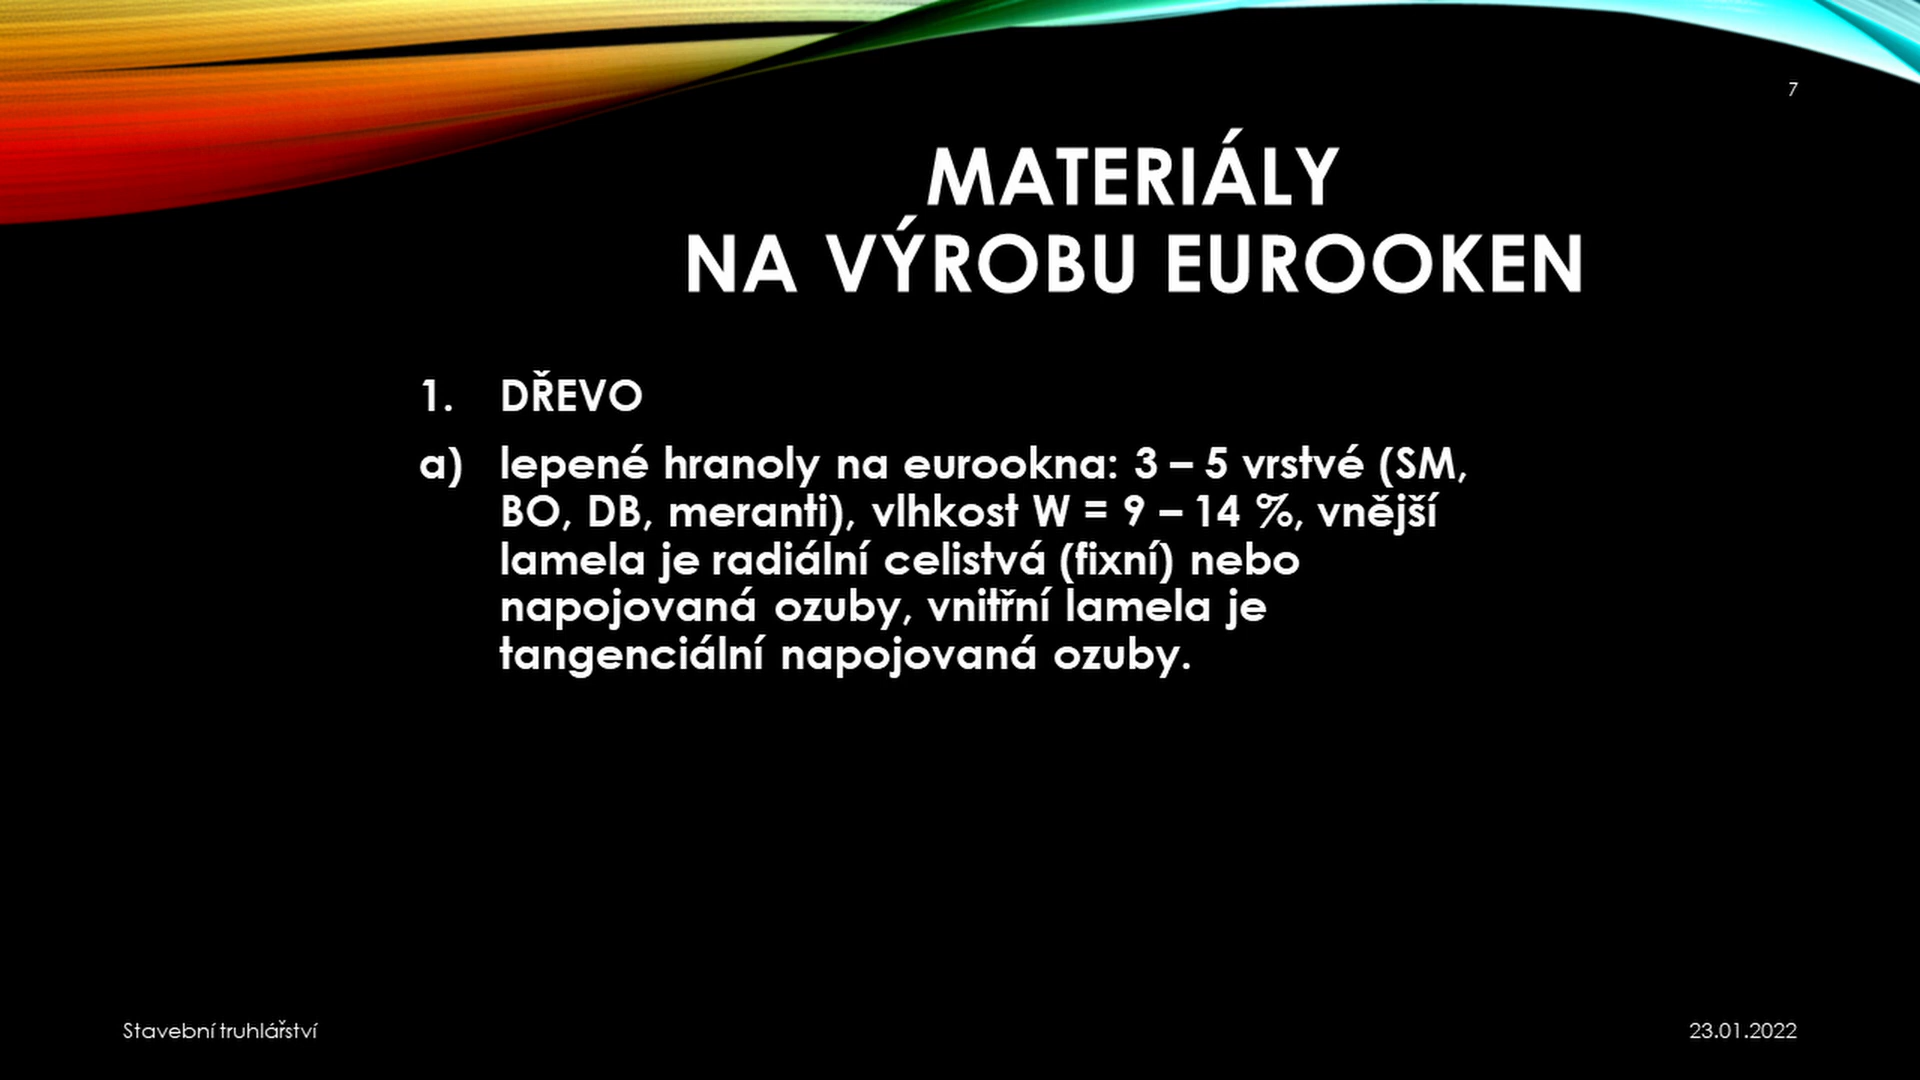 7
MATERIÁLY
NA VÝROBU EUROOKEN
1. DŘEVO
a) lepené hranoly na eurookna: 3 – 5 vrstvé (SM,
BO, DB, meranti), vlhkost W = 9 – 14 %, vnější
lamela je radiální celistvá (fixní) nebo
napojovaná ozuby, vnitřní lamela je
tangenciální napojovaná ozuby.
Stavební truhlářství
23.01.2022